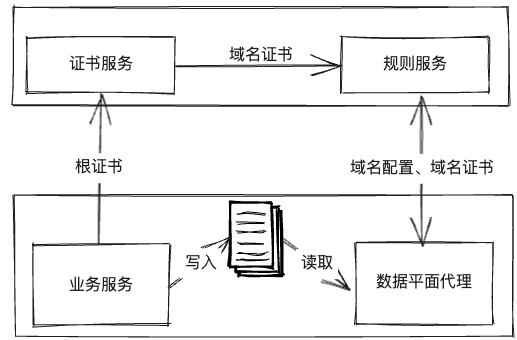 证书服务
域名证书
规则服务
根证书
域名配置、域名证书
业务服务
写入
读取
数据平面代理